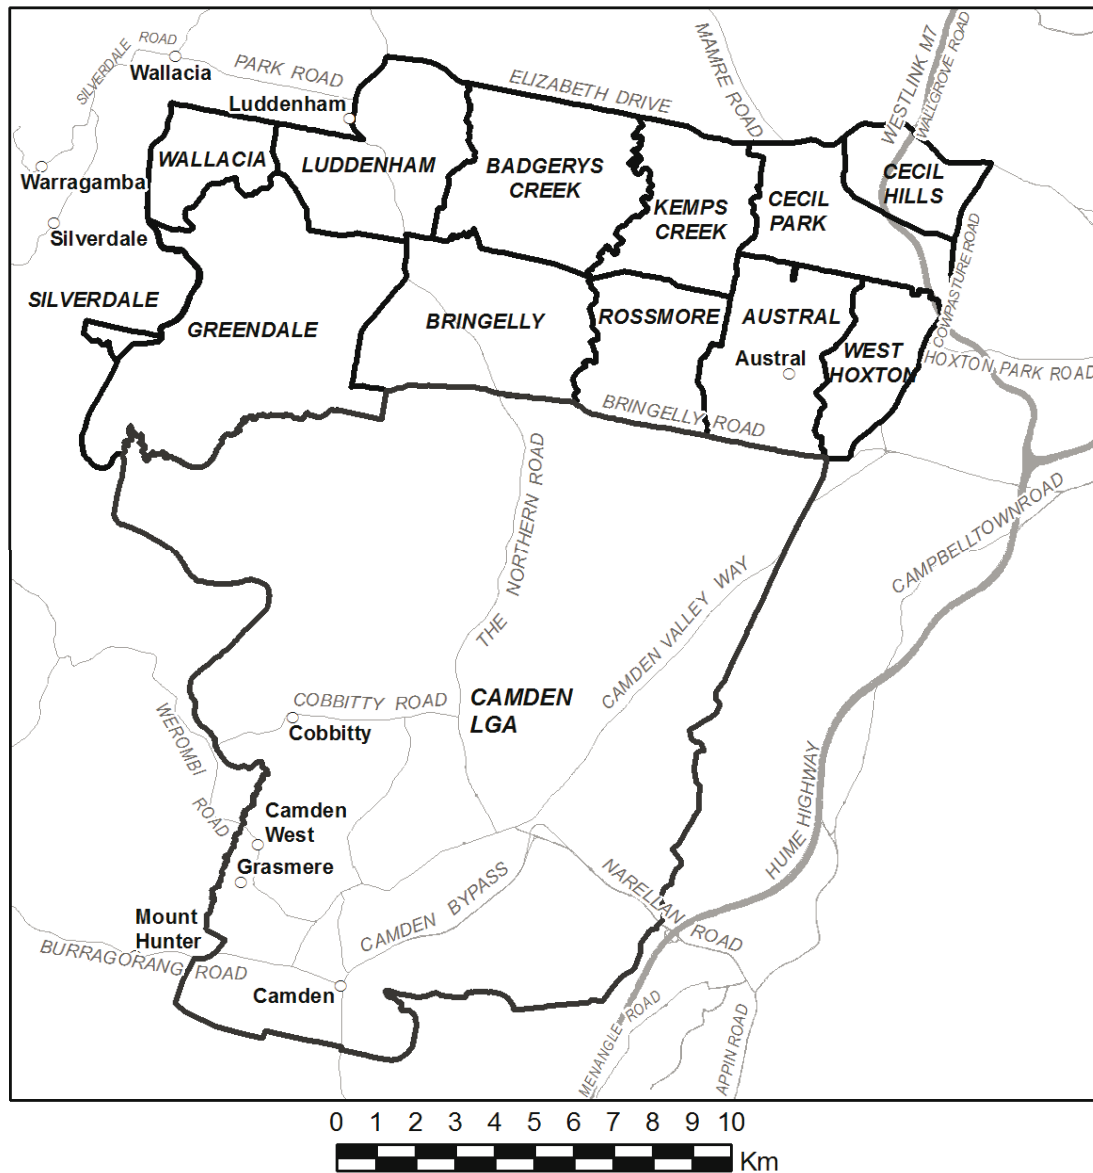 SILVERDALE ROAD
Wallacia
PARK ROAD
Luddenham
ELIZABETH DRIVE
MAMRE ROAD
WESTLINK M7
WALLGROVE ROAD
WALLACIA
LUDDENHAM
BADGERYS
CREEK
CECIL
HILLS
Warragamba
KEMPS
CREEK
CECIL
PARK
Silverdale
COWPASTURE ROAD
SILVERDALE
GREENDALE
BRINGELLY
ROSSMORE
AUSTRAL
Austral
WEST
HOXTON
HOXTON PARK ROAD
BRINGELLY ROAD
THE NORTHERN ROAD
CAMPBELLTOWN ROAD
CAMDEN VALLEY WAY
COBBITTY ROAD
Cobbitty
CAMDEN
LGA
WEROMBI ROAD
Camden
West
Grasmere
HUME HIGHWAY
CAMDEN BYPASS
NARELLAN ROAD
Mount
Hunter
BURRAGORANG ROAD
Camden
MENANGLE ROAD
APPIN ROAD
0 1 2 3 4 5 6 7 8 9 10
Km